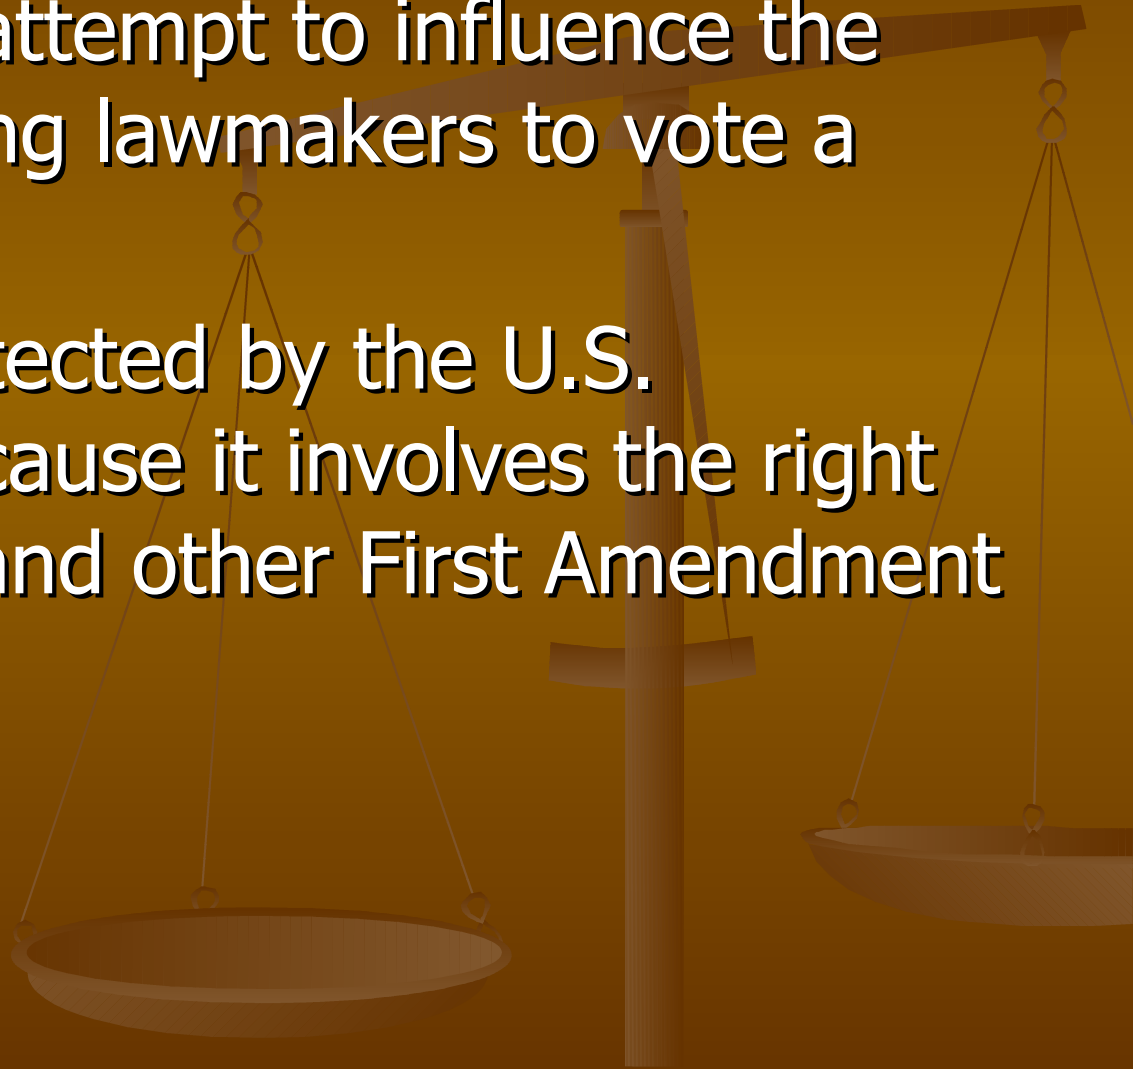 attempt to influence the
ng lawmakers to vote a
tected by the U.S.
cause it involves the right
and other First Amendment